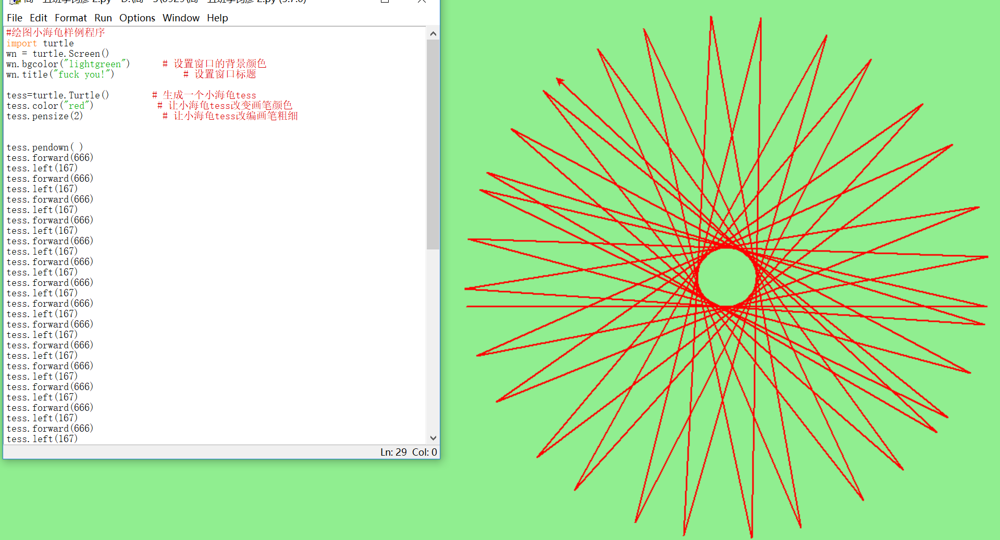 File Edit Format Run Options Window Help
#绘图小海龟样例程序
import turtle
wn = turtle.Screen()
wn.bgcolor("lightgreen") # 设置窗口的背景颜色
wn.title("fuck you!") # 设置窗口标题
tess=turtle.Turtle() # 生成一个小海龟tess
tess.color("red") # 让小海龟tess改变画笔颜色
tess.pensize(2) # 让小海龟tess改编画笔粗细
tess.pendown( )
tess.forward(666)
tess.left(167)
tess.forward(666)
tess.left(167)
tess.forward(666)
tess.left(167)
tess.forward(666)
tess.left(167)
tess.forward(666)
tess.left(167)
tess.forward(666)
tess.left(167)
tess.forward(666)
tess.left(167)
tess.forward(666)
tess.left(167)
tess.forward(666)
tess.left(167)
tess.forward(666)
tess.left(167)
tess.forward(666)
tess.left(167)
tess.forward(666)
tess.left(167)
tess.forward(666)
tess.left(167)
tess.forward(666)
tess.left(167)
Ln: 29 Col: 0